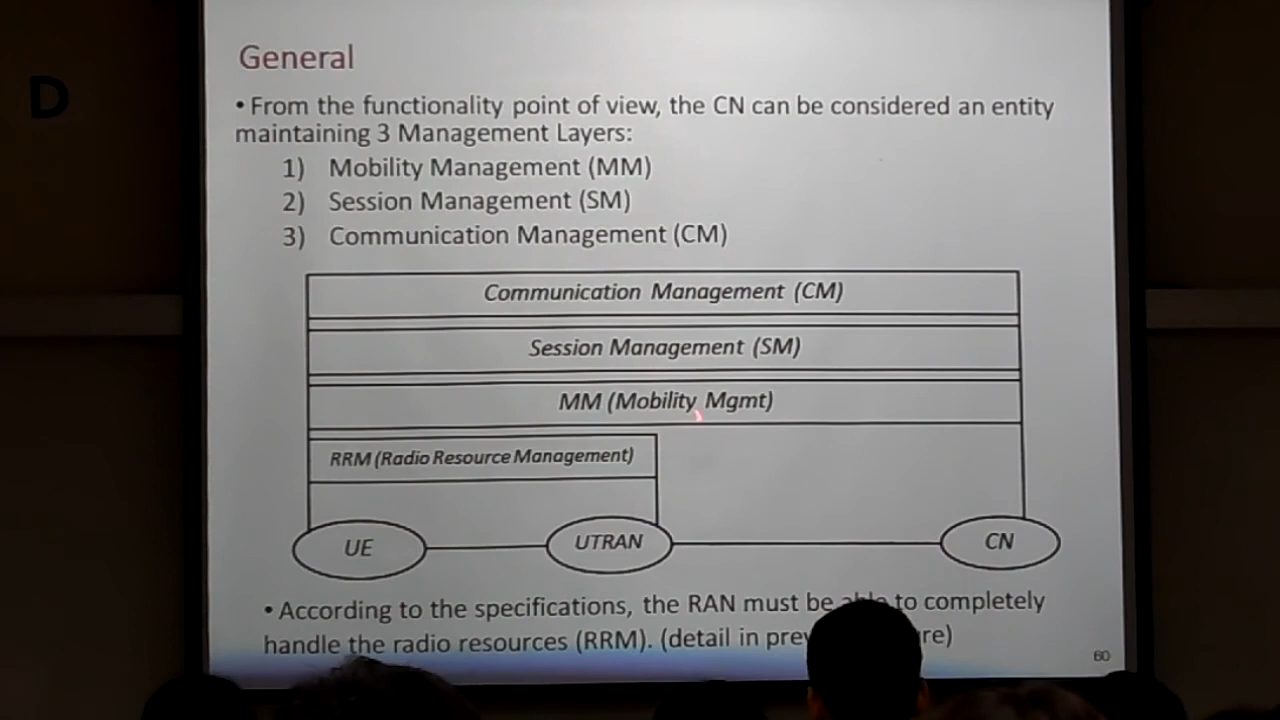 D
General
• From the functionality point of view, the CN can be considered an entity
maintaining 3 Management Layers:
1) Mobility Management (MM)
2) Session Management (SM)
3) Communication Management (CM)
Communication Management (CM)
Session Management (SM)
MM (Mobility Mgmt)
RRM (Radio Resource Management)
UE
UTRAN
CN
• According to the specifications, the RAN must be to completely
handle the radio resources (RRM). (detail in
60